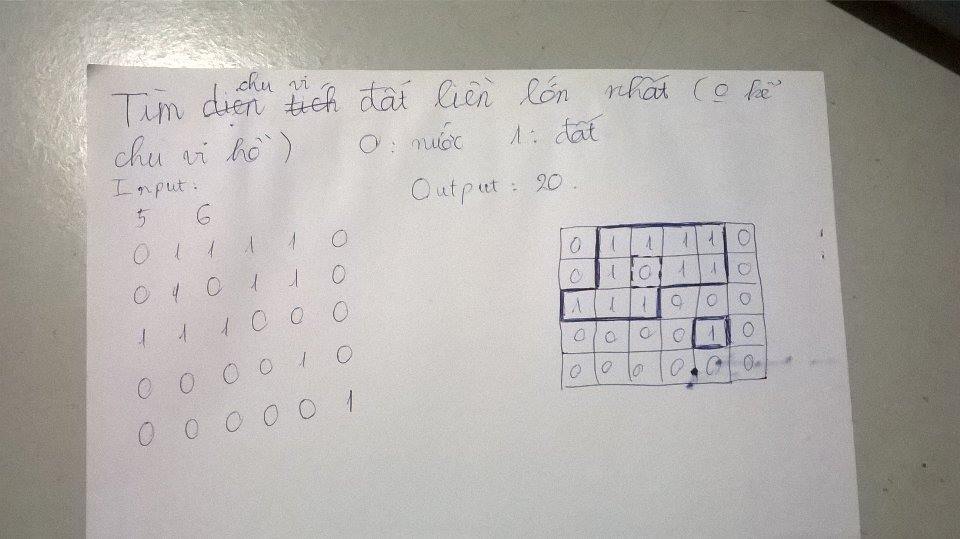 chu vi
Tìm diện tích đất liền lớn nhất (0 kể
chu vi hồ) 0: nước 1: đất
Input: Output: 20.
5 6
0 1 1 1 1 0
0 1 0 1 1 0
1 1 1 0 0 0
0 0 0 0 1 0
0 0 0 0 0 1
0 1 1 1 1 0
0 1 0 1 1 0
1 1 1 0 0 0
0 0 0 0 1 0
0 0 0 0 0 0